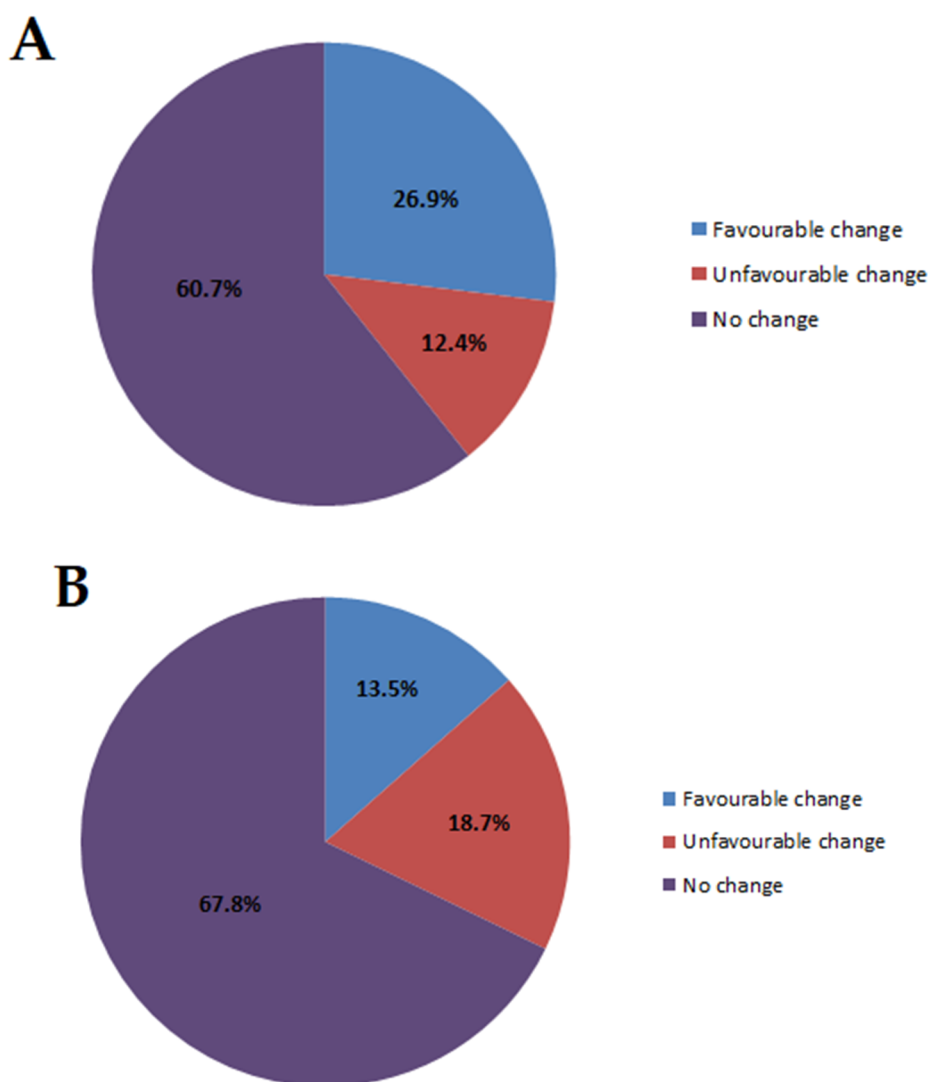 A
26.9%
Favourable change
Unfavourable change
60.7%
No change
12.4%
B
13.5%
Favourable change
18.7%
Unfavourable change
67.8%
No change